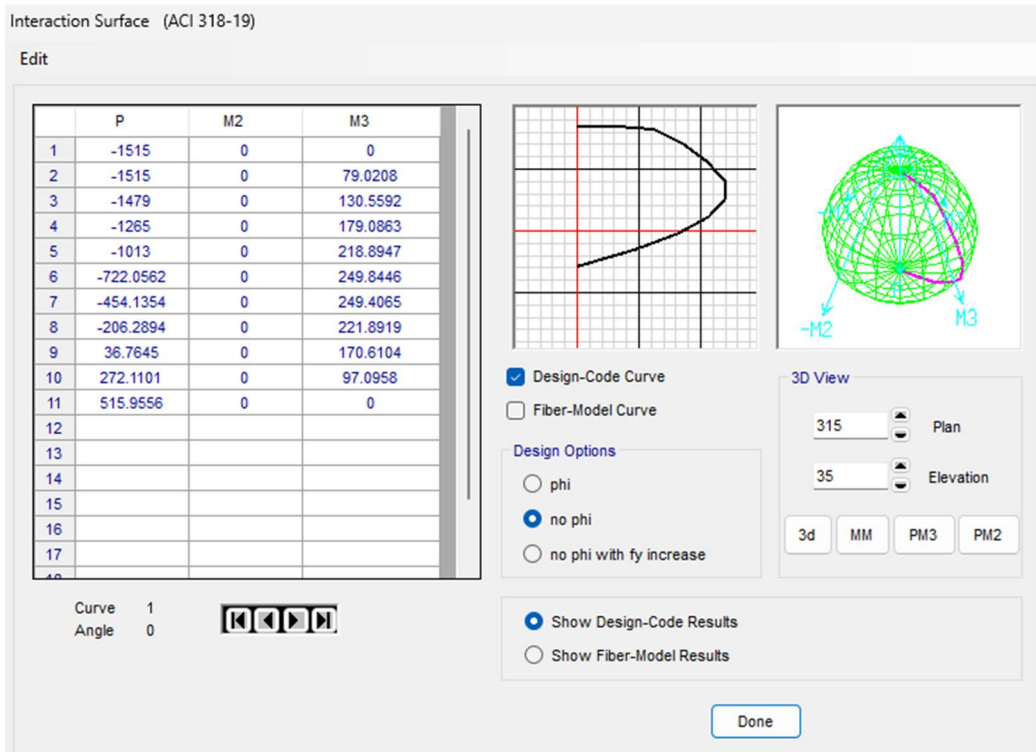 Interaction Surface (ACI 318-19)
Edit
P M2 M3
1 -1515 0 0
2 -1515 0 79.0208
3 -1479 0 130.5592
4 -1265 0 179.0863
5 -1013 0 218.8947
6 -722.0562 0 249.8446
7 -454.1354 0 249.4065
8 -206.2894 0 221.8919
9 36.7645 0 170.6104
10 272.1101 0 97.0958
11 515.9556 0 0
12
13
14
15
16
17
Curve 1
Angle 0
-M2
M3
Design-Code Curve
Fiber-Model Curve
Design Options
phi
no phi
no phi with fy increase
3D View
315 Plan
35 Elevation
3d MM PM3 PM2
Show Design-Code Results
Show Fiber-Model Results
Done